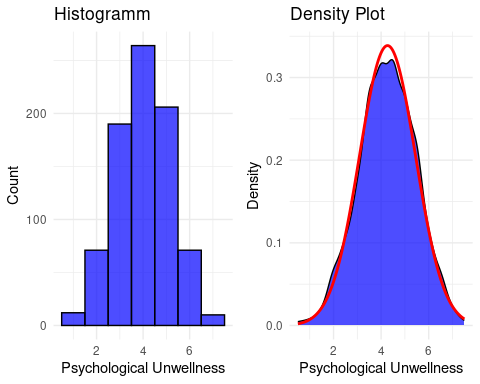 Histogramm
Count
200
100
0
2 4 6
Psychological Unwellness
Density Plot
Density
0.3
0.2
0.1
0.0
2 4 6
Psychological Unwellness